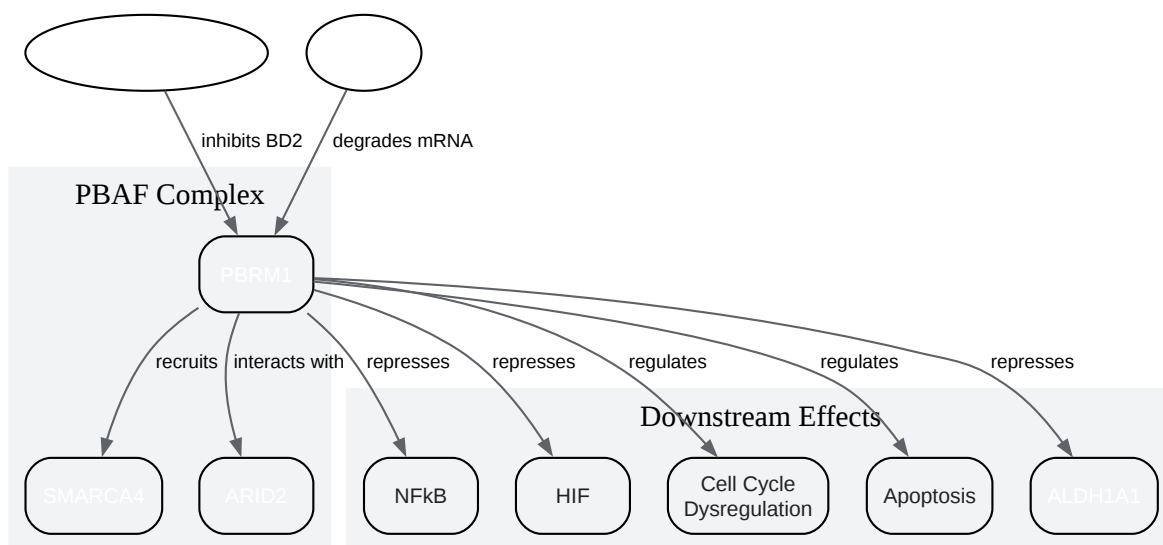 inhibits BD2
degrades mRNA
PBAF Complex
PBRM1
recruits
interacts with
represses
represses
regulates
regulates
represses
Downstream Effects
SMARCA4
ARID2
NFkB
HIF
Cell Cycle
Dysregulation
Apoptosis
ALDH1A1